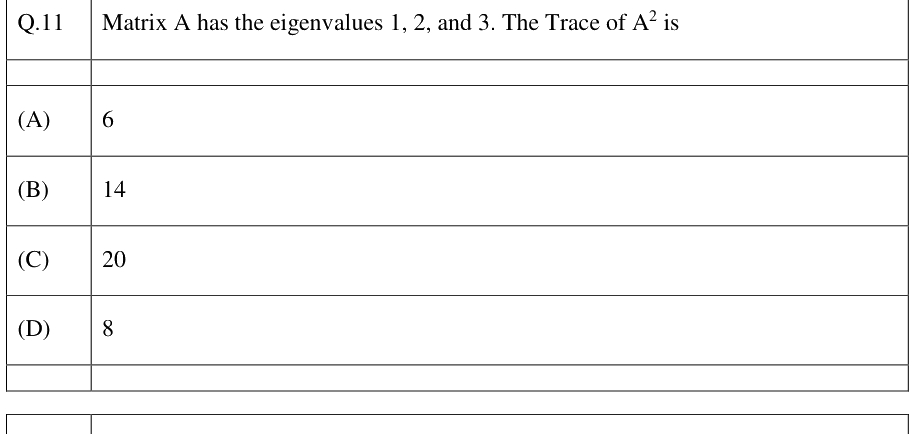 Q.11 Matrix A has the eigenvalues 1, 2, and 3. The Trace of A² is
(A) 6
(B) 14
(C) 20
(D) 8